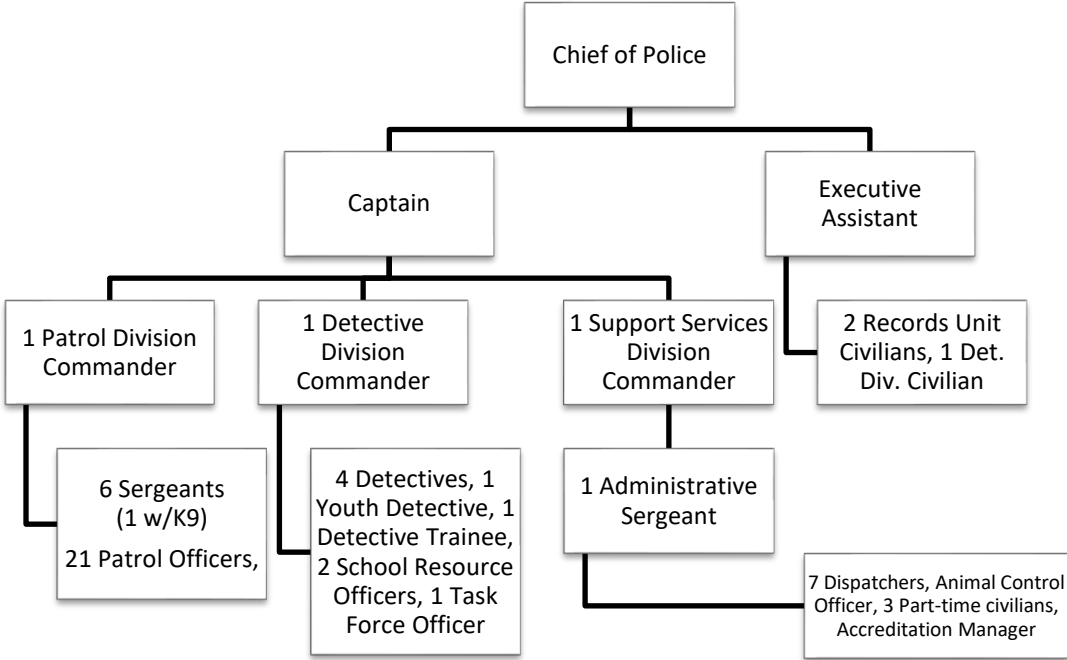 Chief of Police
Captain
Executive
Assistant
1 Patrol Division
Commander
1 Detective
Division
Commander
1 Support Services
Division
Commander
2 Records Unit
Civilians, 1 Det.
Div. Civilian
6 Sergeants
(1 w/K9)
21 Patrol Officers,
4 Detectives, 1
Youth Detective, 1
Detective Trainee,
2 School Resource
Officers, 1 Task
Force Officer
1 Administrative
Sergeant
7 Dispatchers, Animal Control
Officer, 3 Part-time civilians,
Accreditation Manager